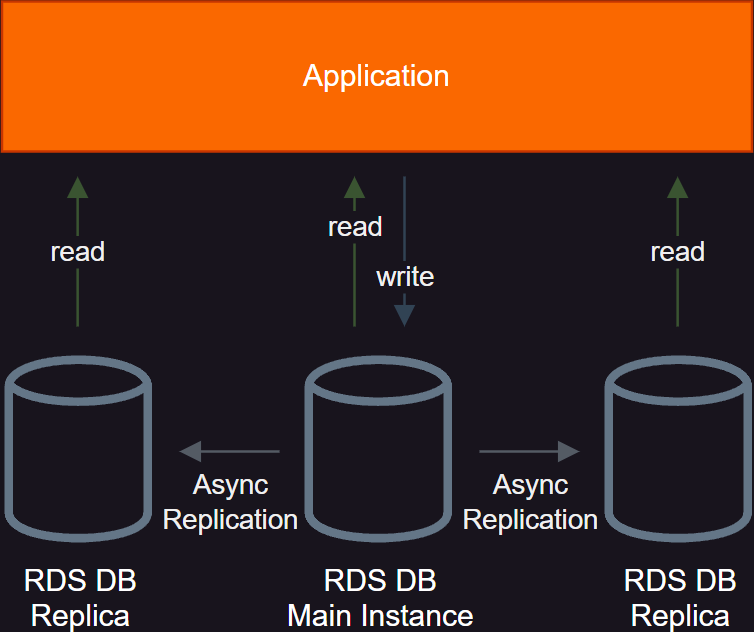 Application
read
read
write
read
Async
Replication
Async
Replication
RDS DB
Replica
RDS DB
Main Instance
RDS DB
Replica